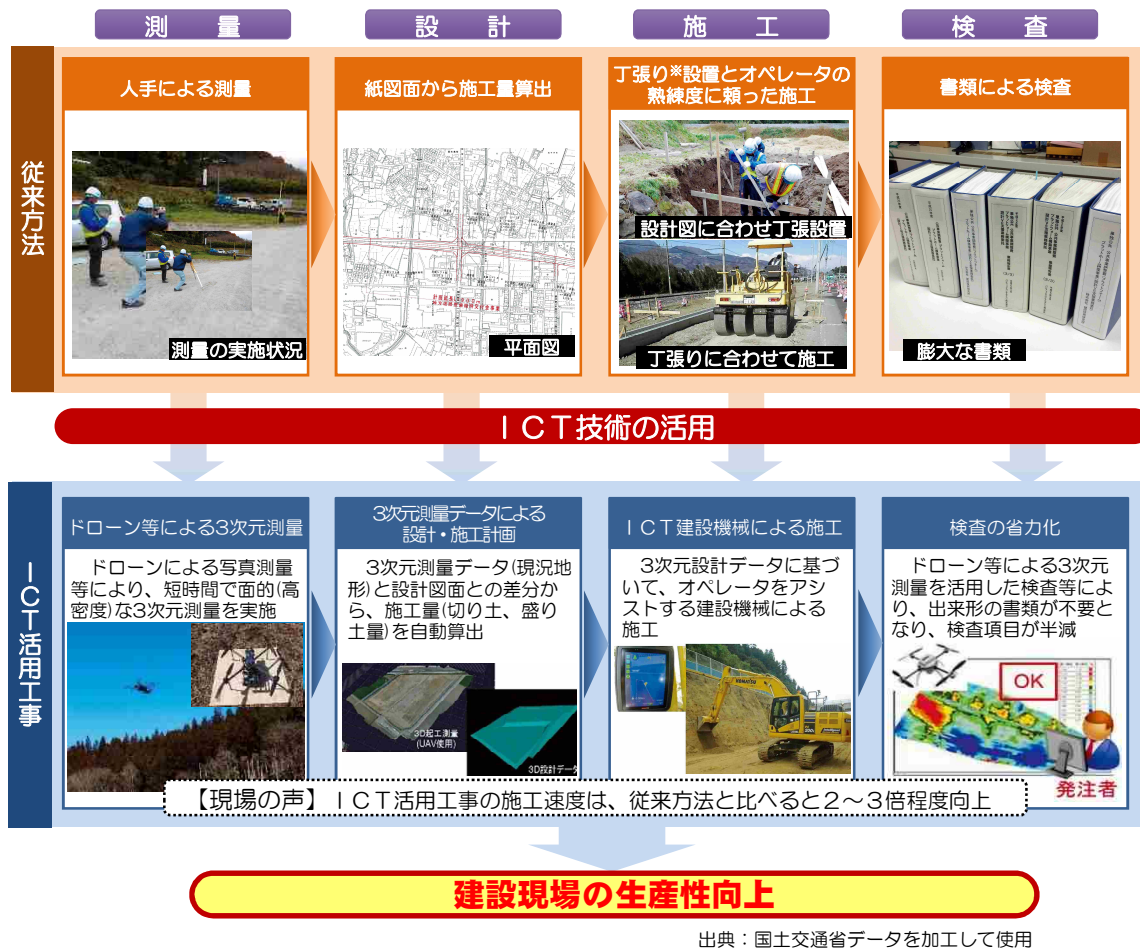 測 量
設 計
施 工
検 査
従来方法
人手による測量
測量の実施状況
紙図面から施工量算出
平面図
丁張り※設置とオペレータの
熟練度に頼った施工
設計図に合わせ丁張設置
丁張りに合わせて施工
書類による検査
膨大な書類
ICT技術の活用
ICT活用工事
ドローン等による3次元測量
ドローンによる写真測量
等により、短時間で面的(高
密度)な3次元測量を実施
3次元測量データによる
設計・施工計画
3次元測量データ(現況地
形)と設計図面との差分か
ら、施工量(切り土、盛り
土量)を自動算出
3D起工測量
(UAV使用)
3D設計データ
ICT建設機械による施工
3次元設計データに基づ
いて、オペレータをアシ
ストする建設機械による
施工
KOMATSU
検査の省力化
ドローン等による3次元
測量を活用した検査等によ
り、出来形の書類が不要と
なり、検査項目が半減
OK
発注者
【現場の声】ICT活用工事の施工速度は、従来方法と比べると2〜3倍程度向上
建設現場の生産性向上
出典：国土交通省データを加工して使用